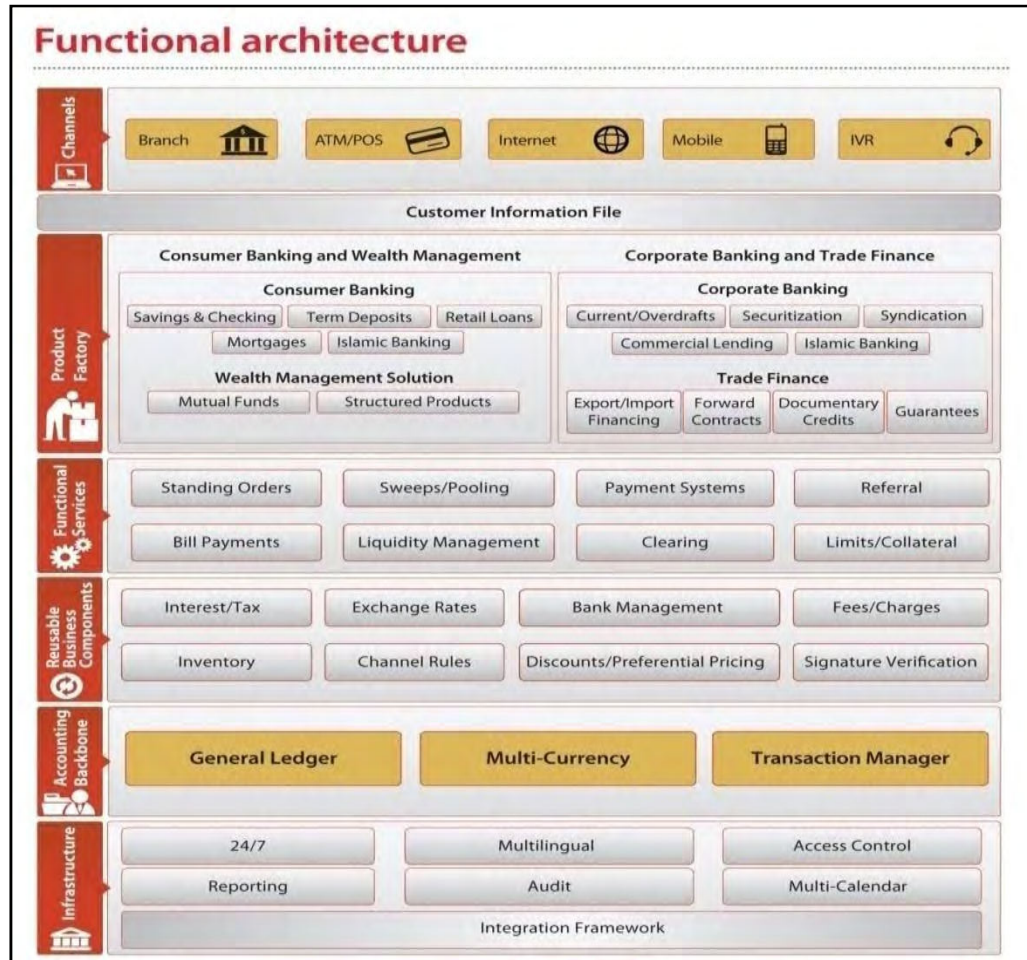 Functional architecture
Channels
Branch
ATM/POS
Internet
Mobile
IVR
Customer Information File
Product
Factory
Consumer Banking and Wealth Management
Consumer Banking
Savings & Checking
Term Deposits
Retail Loans
Mortgages
Islamic Banking
Wealth Management Solution
Mutual Funds
Structured Products
Corporate Banking and Trade Finance
Corporate Banking
Current/Overdrafts
Securitization
Syndication
Commercial Lending
Islamic Banking
Trade Finance
Export/Import
Financing
Forward
Contracts
Documentary
Credits
Guarantees
Functional
Services
Standing Orders
Sweeps/Pooling
Payment Systems
Referral
Bill Payments
Liquidity Management
Clearing
Limits/Collateral
Reusable
Business
Components
Interest/Tax
Exchange Rates
Bank Management
Fees/Charges
Inventory
Channel Rules
Discounts/Preferential Pricing
Signature Verification
Accounting
Backbone
General Ledger
Multi-Currency
Transaction Manager
Infrastructure
24/7
Multilingual
Access Control
Reporting
Audit
Multi-Calendar
Integration Framework